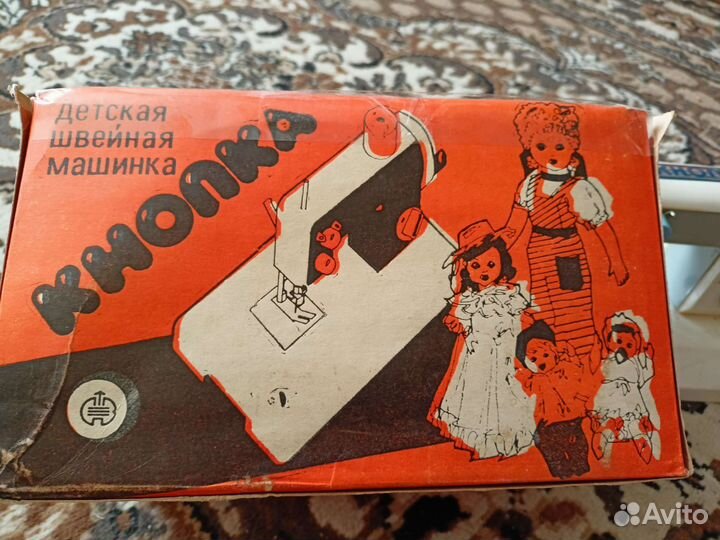 детская
швейная
машинка
КНОПКА
Avito